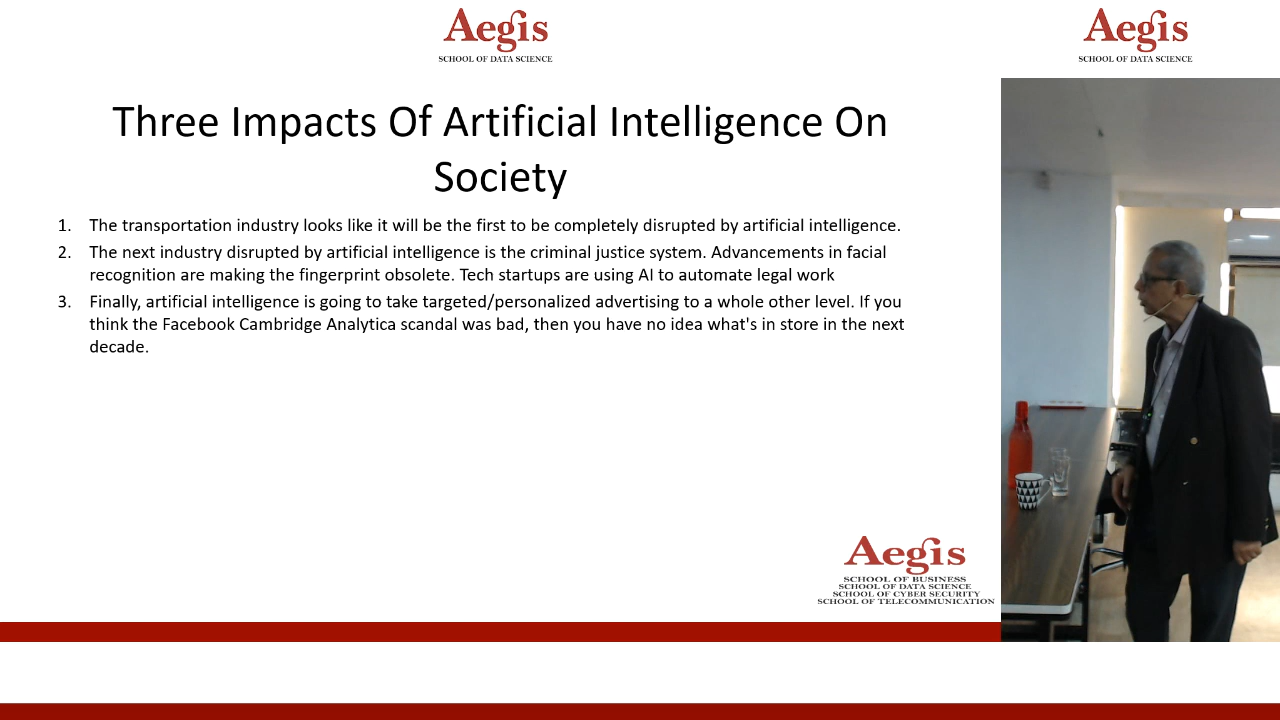 Aegis
SCHOOL OF DATA SCIENCE
Aegis
SCHOOL OF DATA SCIENCE
Three Impacts Of Artificial Intelligence On
Society
1. The transportation industry looks like it will be the first to be completely disrupted by artificial intelligence.
2. The next industry disrupted by artificial intelligence is the criminal justice system. Advancements in facial
recognition are making the fingerprint obsolete. Tech startups are using AI to automate legal work
3. Finally, artificial intelligence is going to take targeted/personalized advertising to a whole other level. If you
think the Facebook Cambridge Analytica scandal was bad, then you have no idea what's in store in the next
decade.
Aegis
SCHOOL OF BUSINESS
SCHOOL OF DATA SCIENCE
SCHOOL OF CYBER SECURITY
SCHOOL OF TELECOMMUNICATION